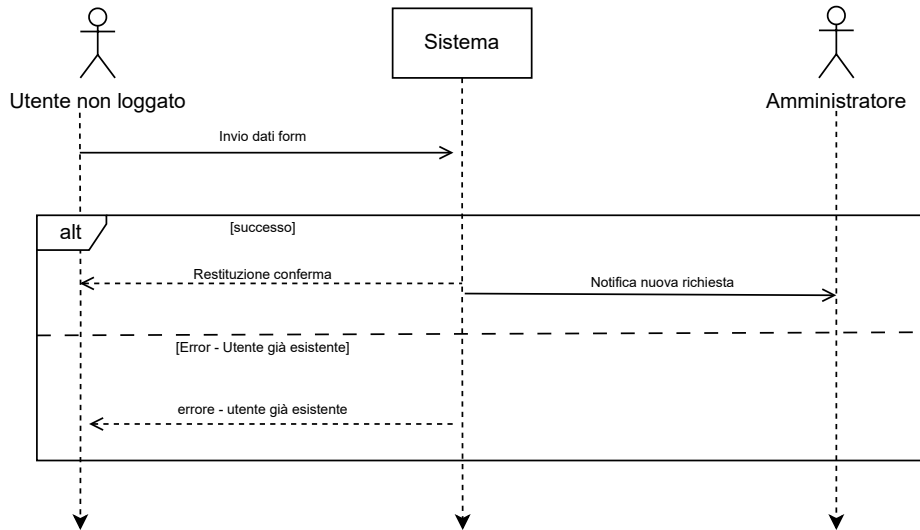 Sistema
Utente non loggato
Amministratore
Invio dati form
alt
[successo]
Restituzione conferma
Notifica nuova richiesta
[Error - Utente già esistente]
errore - utente già esistente